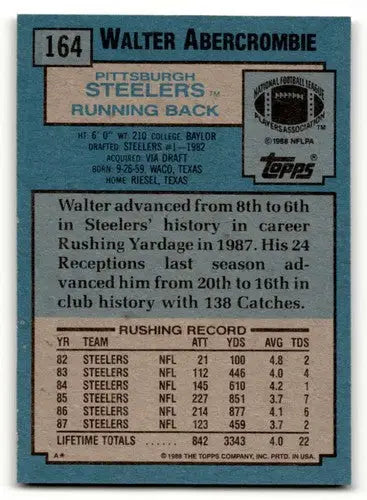 164 WALTER ABERCROMBIE
PITTSBURGH
STEELERS™
RUNNING BACK
NATIONAL FOOTBALL LEAGUE
PLAYERS ASSOCIATION™
© 1988 NFLPA
Topps®
HT. 6' 0" WT. 210 COLLEGE: BAYLOR
DRAFTED: STEELERS #1–1982
ACQUIRED: VIA DRAFT
BORN: 9-26-59, WACO, TEXAS
HOME: RIESEL, TEXAS
Walter advanced from 8th to 6th
in Steelers' history in career
Rushing Yardage in 1987. His 24
Receptions last season ad-
vanced him from 20th to 16th in
club history with 138 Catches.
RUSHING RECORD
YR TEAM ATT YDS AVG TDS
82 STEELERS NFL 21 100 4.8 2
83 STEELERS NFL 112 446 4.0 4
84 STEELERS NFL 145 610 4.2 1
85 STEELERS NFL 227 851 3.7 7
86 STEELERS NFL 214 877 4.1 6
87 STEELERS NFL 123 459 3.7 2
LIFETIME TOTALS ...... 842 3343 4.0 22
A* © 1988 THE TOPPS COMPANY, INC. PRTD. IN USA.